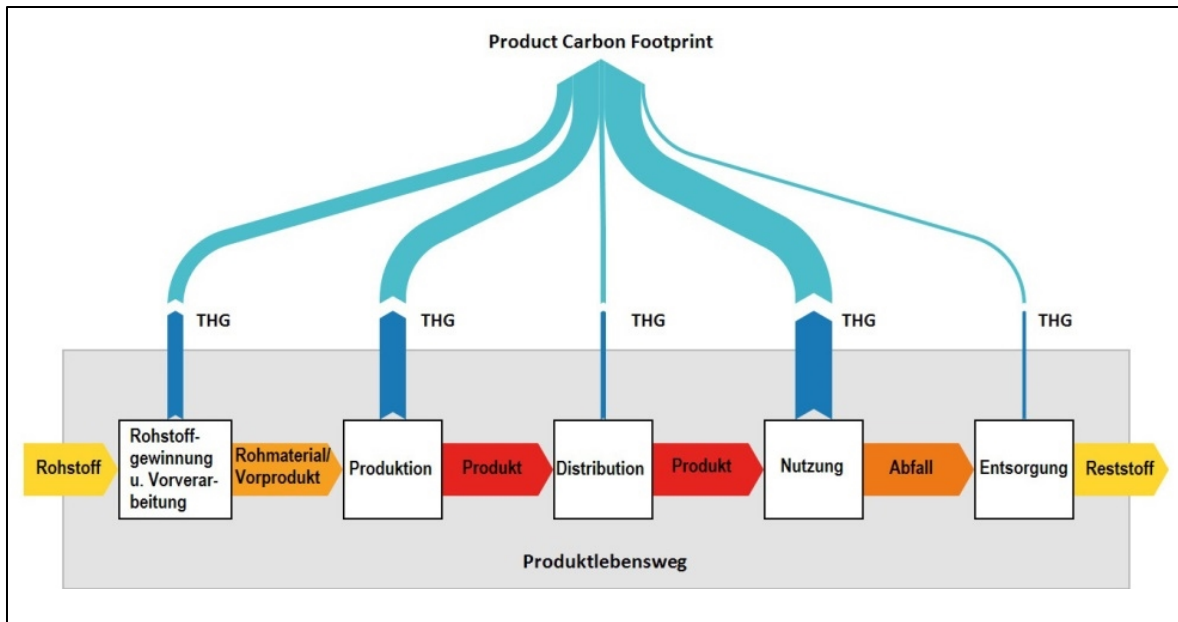 Product Carbon Footprint
THG
THG
THG
THG
THG
Rohstoff
Rohstoff-
gewinnung
u. Vorverar-
beitung
Rohmaterial/
Vorprodukt
Produktion
Produkt
Distribution
Produkt
Nutzung
Abfall
Entsorgung
Reststoff
Produktlebensweg